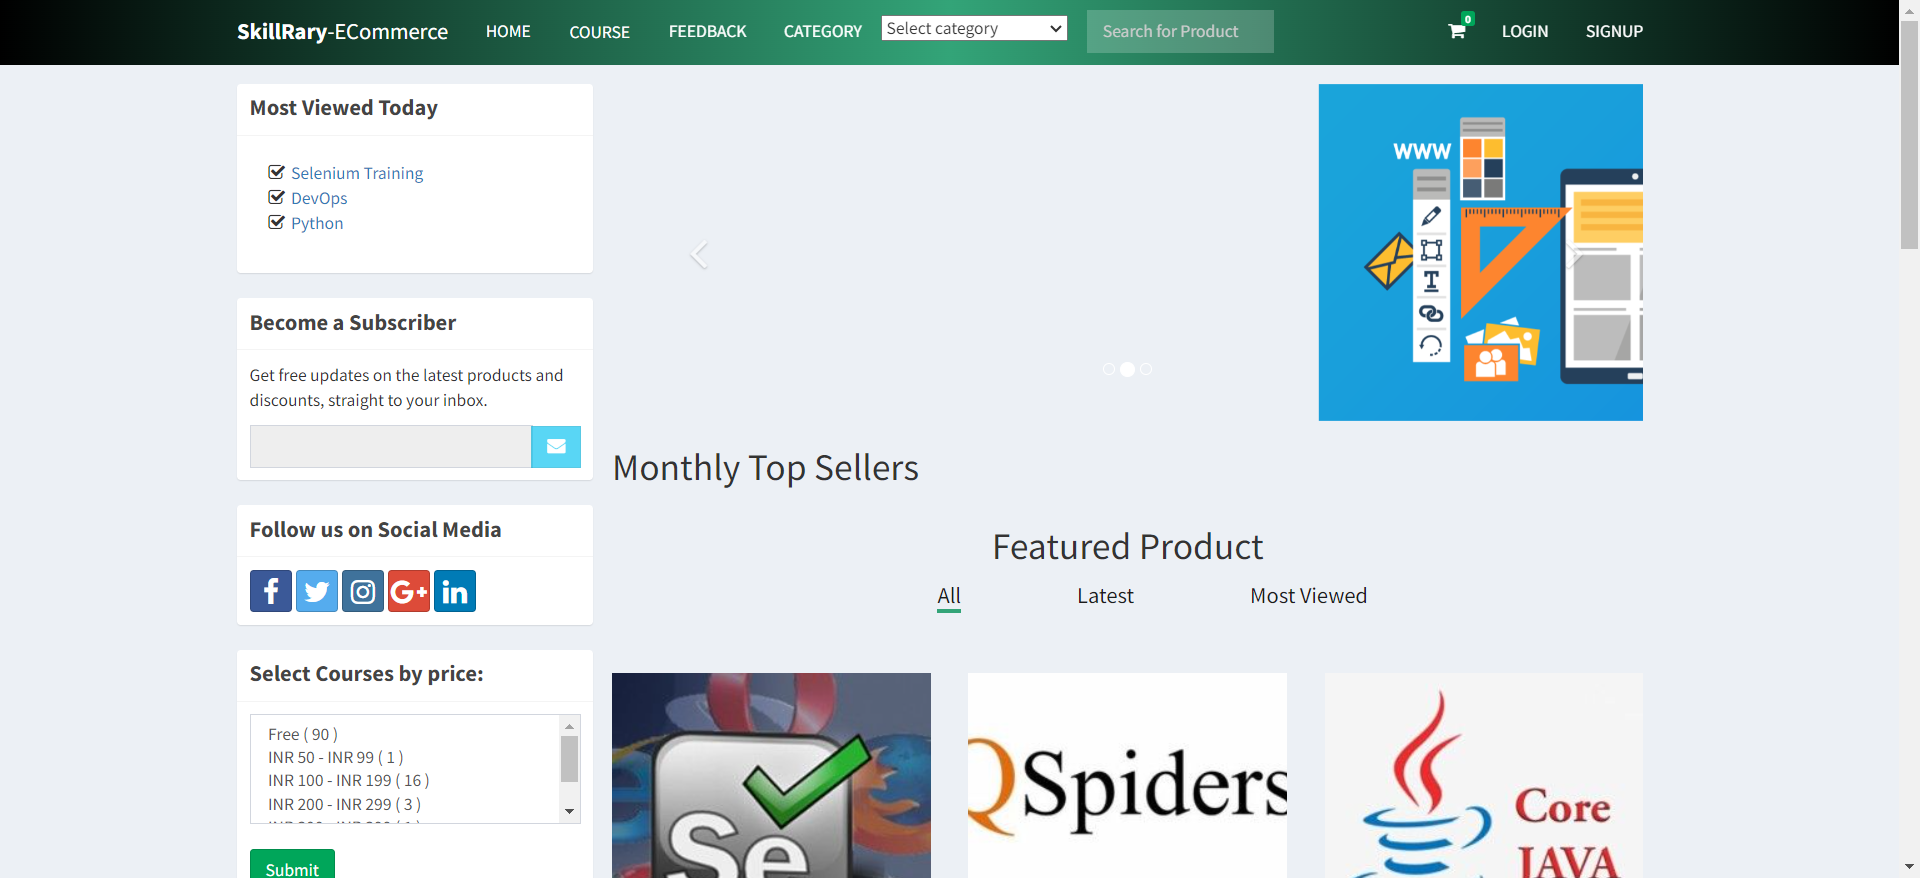 SkillRary-ECommerce
HOME
COURSE
FEEDBACK
CATEGORY
Select category
Search for Product
0
LOGIN
SIGNUP
Most Viewed Today
Selenium Training
DevOps
Python
WWW
T
Become a Subscriber
Get free updates on the latest products and
discounts, straight to your inbox.
Monthly Top Sellers
Follow us on Social Media
f
G+
in
Featured Product
All
Latest
Most Viewed
Select Courses by price:
Free ( 90 )
INR 50 - INR 99 ( 1 )
INR 100 - INR 199 ( 16 )
INR 200 - INR 299 ( 3 )
Submit
Se
QSpiders
Core
JAVA